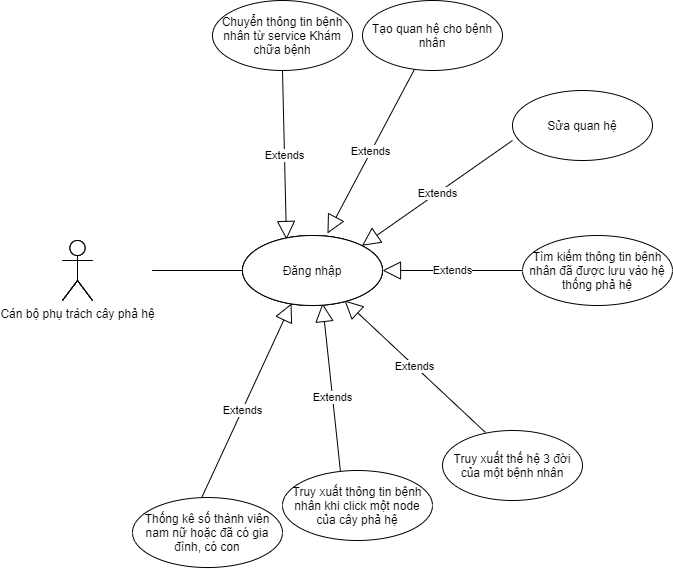 Chuyển thông tin bệnh
nhân từ service Khám
chữa bệnh
Tạo quan hệ cho bệnh
nhân
Sửa quan hệ
Extends
Extends
Extends
Đăng nhập
Extends
Tìm kiếm thông tin bệnh
nhân đã được lưu vào hệ
thống phả hệ
Cán bộ phụ trách cây phả hệ
Extends
Extends
Extends
Truy xuất thế hệ 3 đời
của một bệnh nhân
Truy xuất thông tin bệnh
nhân khi click một node
của cây phả hệ
Thống kê số thành viên
nam nữ hoặc đã có gia
đình, có con